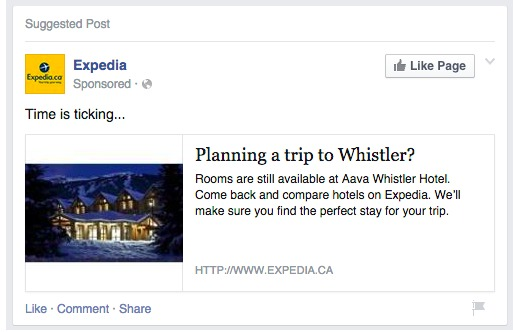 Suggested Post
Expedia.ca
Expedia
Sponsored ·
Like Page
Time is ticking...
Planning a trip to Whistler?
Rooms are still available at Aava Whistler Hotel.
Come back and compare hotels on Expedia. We'll
make sure you find the perfect stay for your trip.
HTTP://WWW.EXPEDIA.CA
Like · Comment · Share